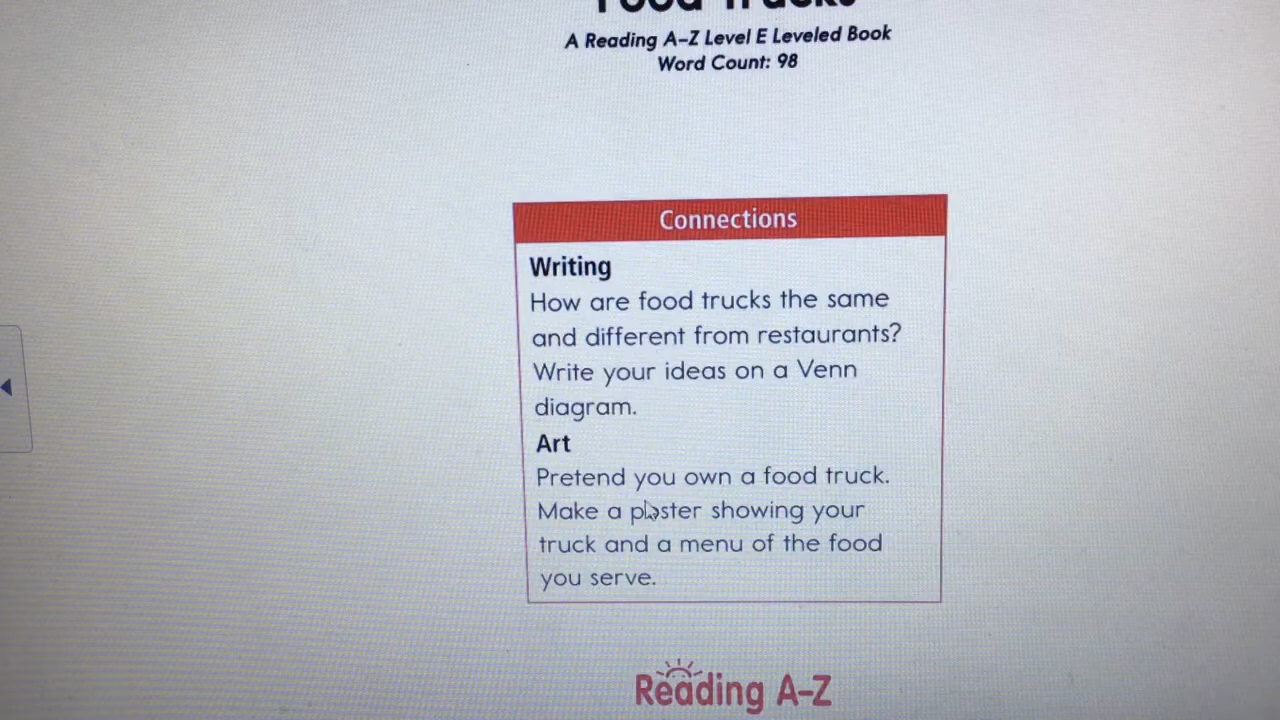 Food Trucks
A Reading A–Z Level E Leveled Book
Word Count: 98
Connections
Writing
How are food trucks the same
and different from restaurants?
Write your ideas on a Venn
diagram.
Art
Pretend you own a food truck.
Make a poster showing your
truck and a menu of the food
you serve.
Reading A–Z